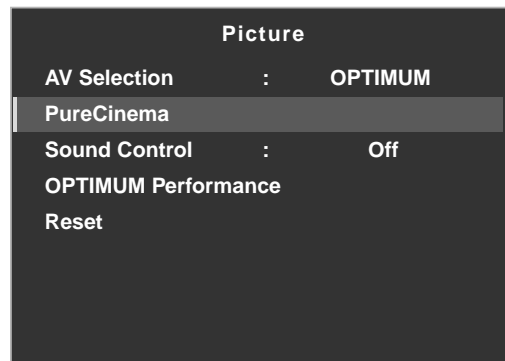 Picture
AV Selection : OPTIMUM
PureCinema
Sound Control : Off
OPTIMUM Performance
Reset